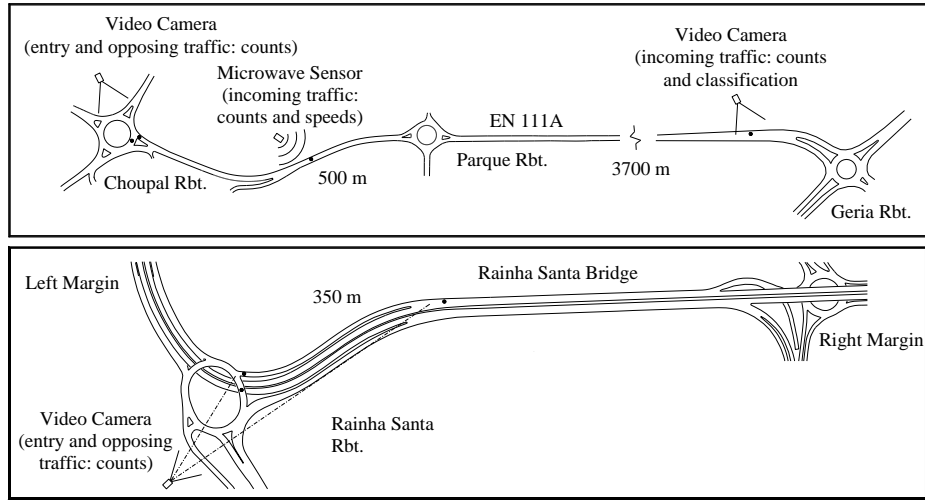 Video Camera
(entry and opposing traffic: counts)
Microwave Sensor
(incoming traffic:
counts and speeds)
Video Camera
(incoming traffic: counts
and classification)
EN 111A
Choupal Rbt.
500 m
Parque Rbt.
3700 m
Geria Rbt.
Left Margin
350 m
Rainha Santa Bridge
Right Margin
Video Camera
(entry and opposing
traffic: counts)
Rainha Santa
Rbt.